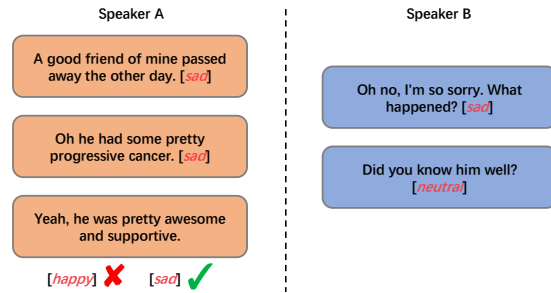 Speaker A
Speaker B
A good friend of mine passed
away the other day. [sad]
Oh no, I'm so sorry. What
happened? [sad]
Oh he had some pretty
progressive cancer. [sad]
Did you know him well?
[neutral]
Yeah, he was pretty awesome
and supportive.
[happy] ✘ [sad] ✓